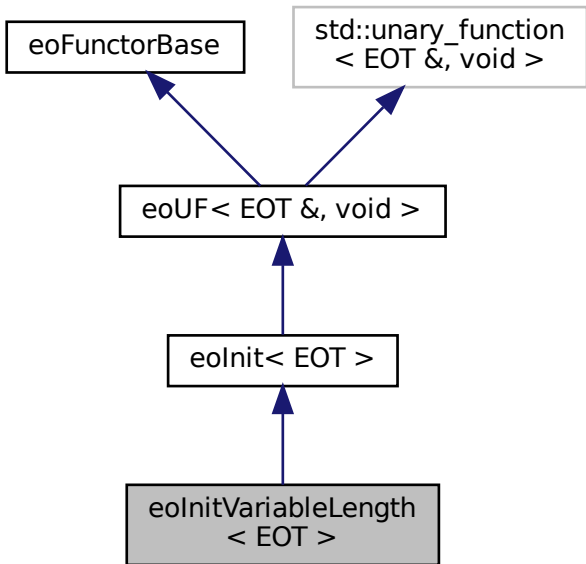 eoFunctorBase
std::unary_function
< EOT &, void >
eoUF< EOT &, void >
eoInit< EOT >
eoInitVariableLength
< EOT >